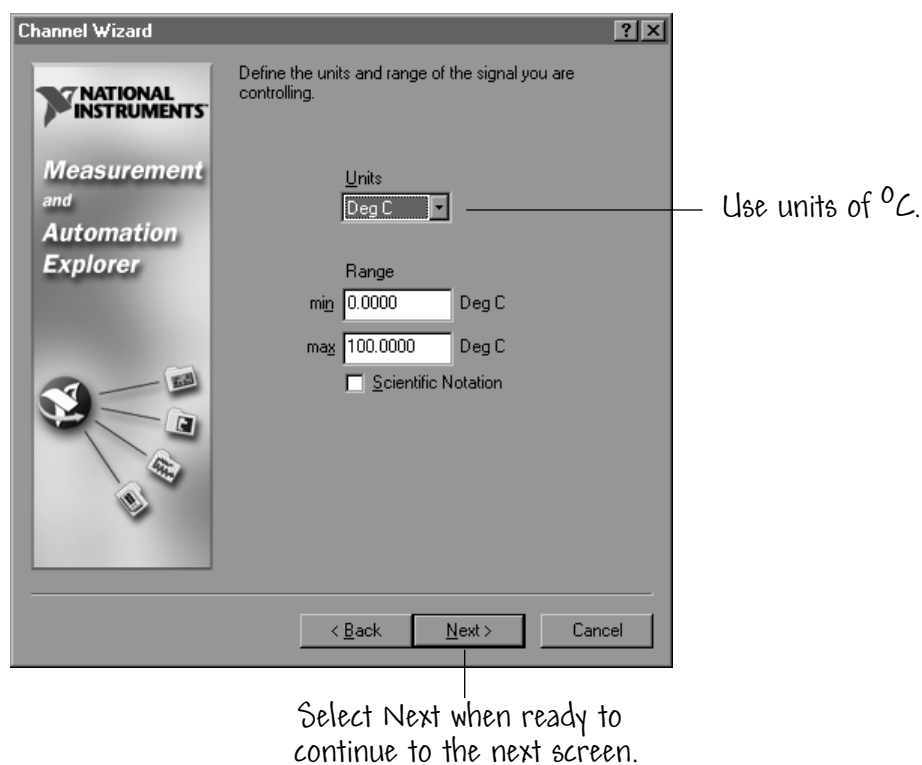 Channel Wizard
NATIONAL
INSTRUMENTS
Measurement
and
Automation
Explorer
Define the units and range of the signal you are
controlling.
Units
Deg C
Use units of °C.
Range
min 0.0000 Deg C
max 100.0000 Deg C
Scientific Notation
< Back Next > Cancel
Select Next when ready to
continue to the next screen.